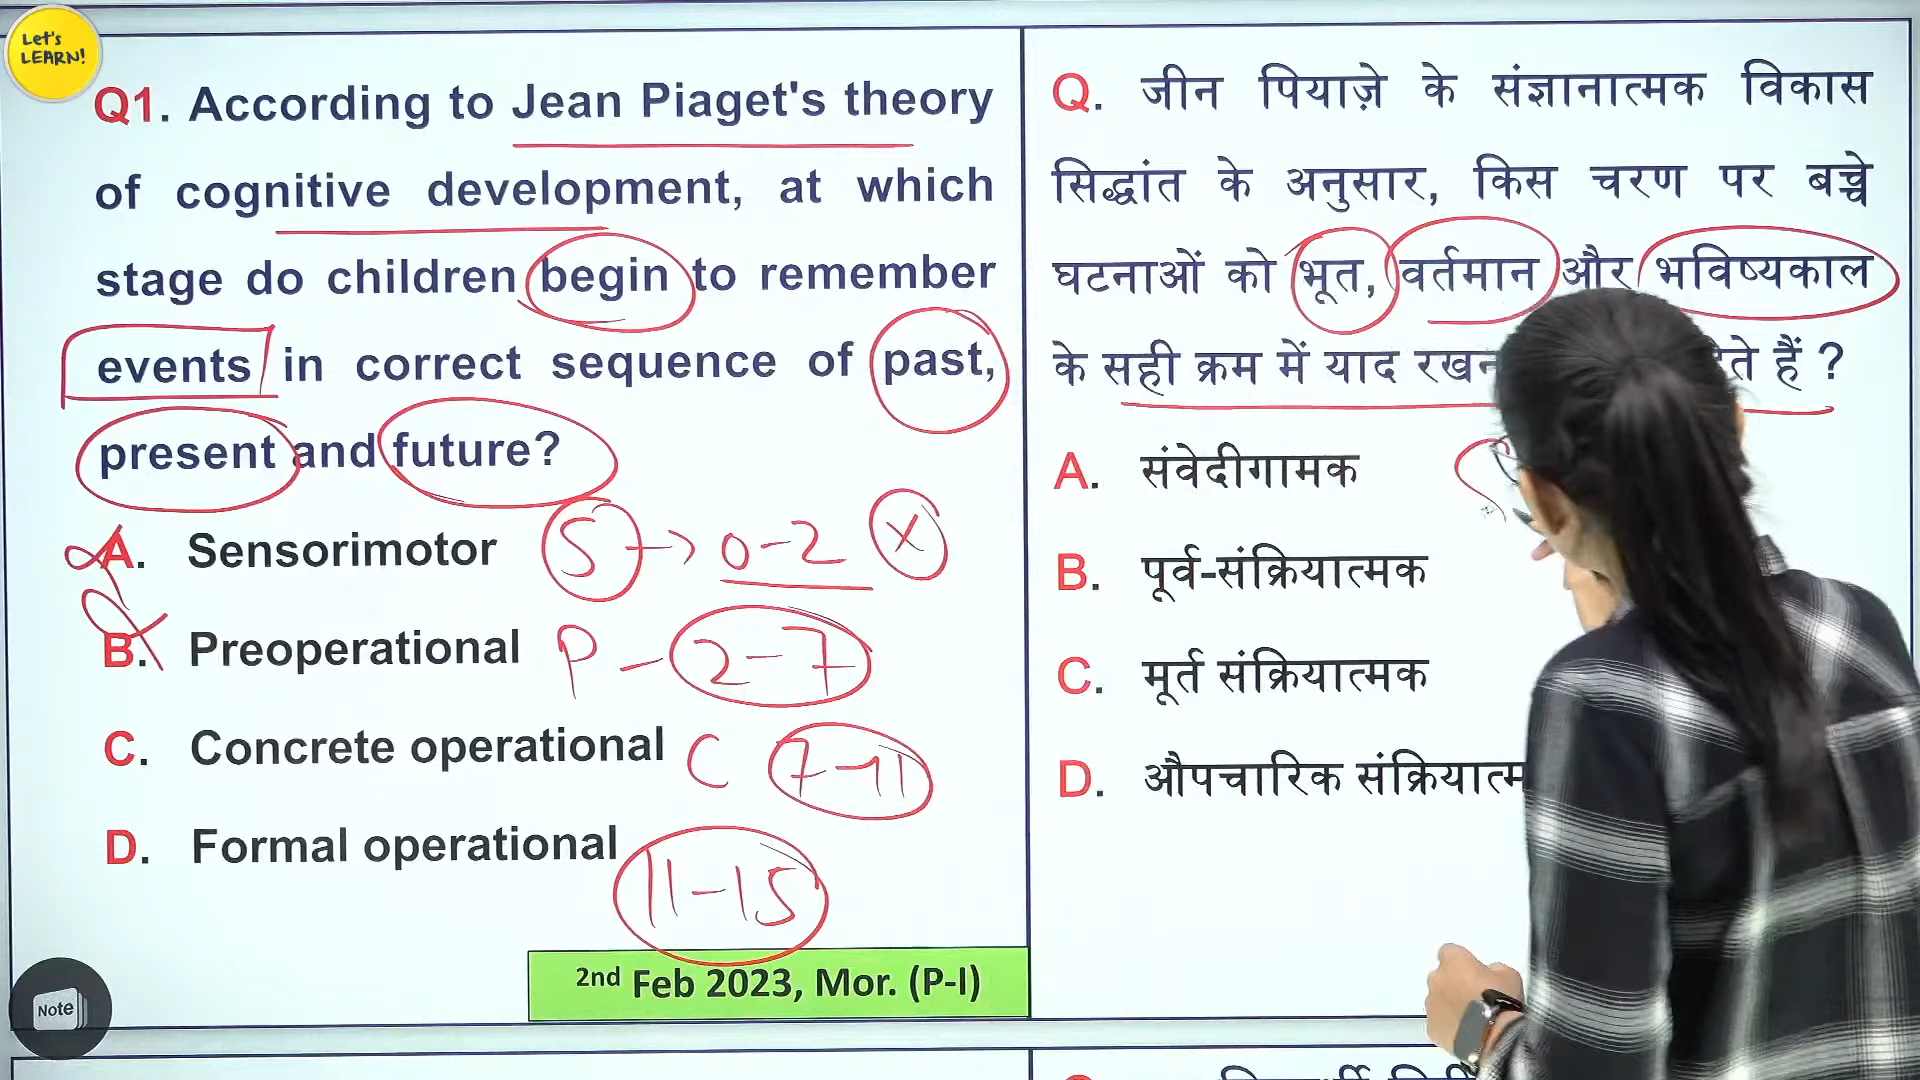 Let's
LEARN!
Q1. According to Jean Piaget's theory
of cognitive development, at which
stage do children begin to remember
events in correct sequence of past,
present and future?
A. Sensorimotor S → 0-2 X
B. Preoperational P - 2-7
C. Concrete operational C 7-11
D. Formal operational
11-15
2nd Feb 2023, Mor. (P-I)
Note
Q. जीन पियाज़े के संज्ञानात्मक विकास
सिद्धांत के अनुसार, किस चरण पर बच्चे
घटनाओं को भूत, वर्तमान और भविष्यकाल
के सही क्रम में याद हैं ?
A. संवेदीगामक
B. पूर्व-संक्रियात्मक
C. मूर्त संक्रियात्मक
D. औपचारिक